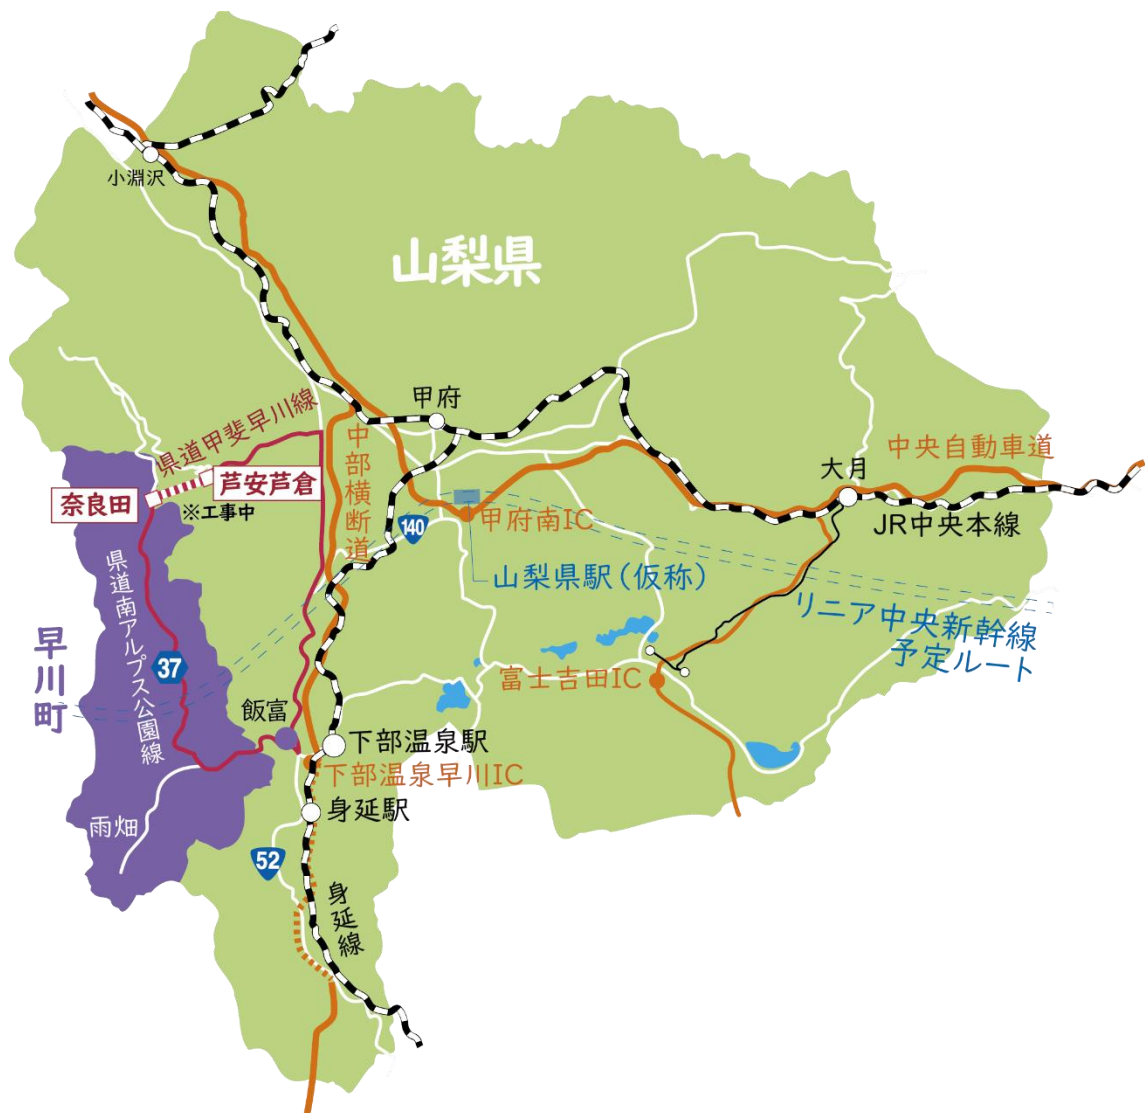 小淵沢
山梨県
甲府
県道甲斐早川線
中部横断道
中央自動車道
大月
芦安芦倉
奈良田
※工事中
140
甲府南IC
JR中央本線
山梨県駅（仮称）
リニア中央新幹線
予定ルート
県道南アルプス公園線
37
早川町
富士吉田IC
飯富
下部温泉駅
下部温泉早川IC
身延駅
雨畑
52
身延線